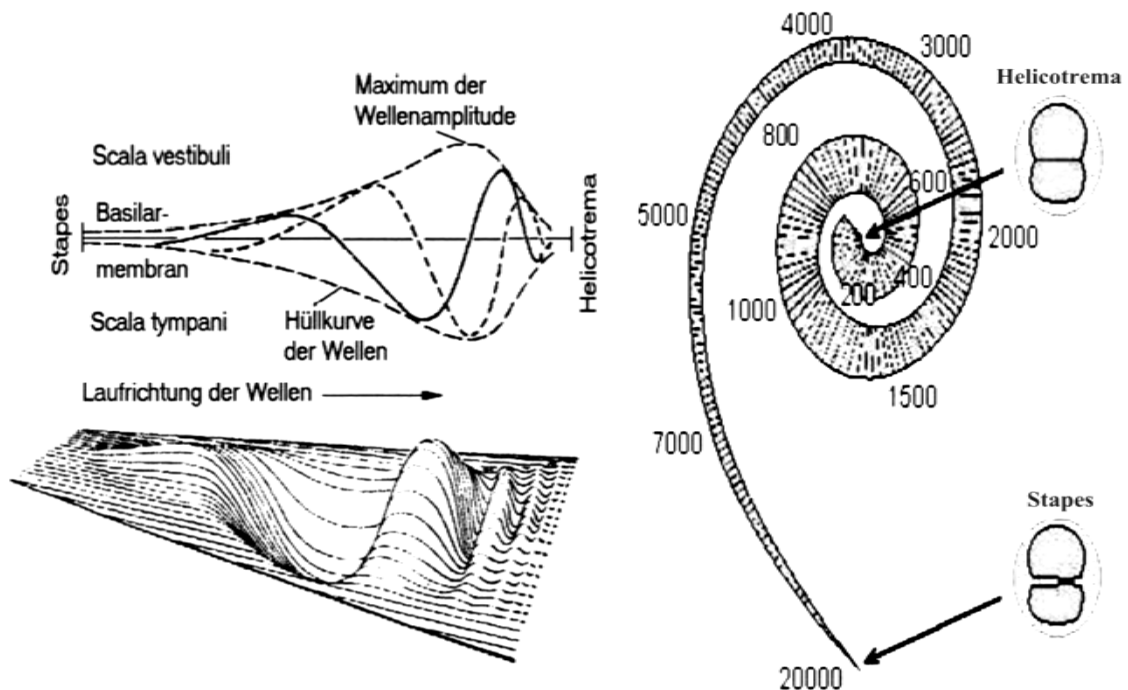 Maximum der
Wellenamplitude
Scala vestibuli
Stapes
Basilar-
membran
Helicotrema
Scala tympani
Hüllkurve
der Wellen
Laufrichtung der Wellen
4000
3000
Helicotrema
800
600
5000
2000
400
200
1000
1500
7000
Stapes
20000